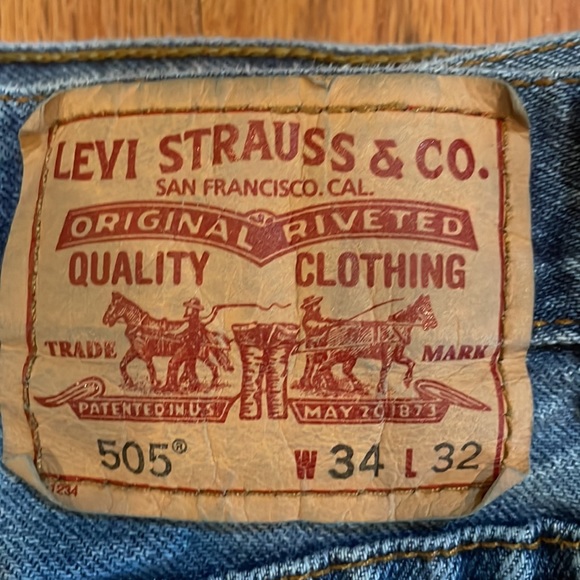 LEVI STRAUSS & CO.
SAN FRANCISCO. CAL.
ORIGINAL RIVETED
QUALITY CLOTHING
TRADE MARK
PATENTED IN U.S. MAY 20 1873
505® W 34 L 32
1234